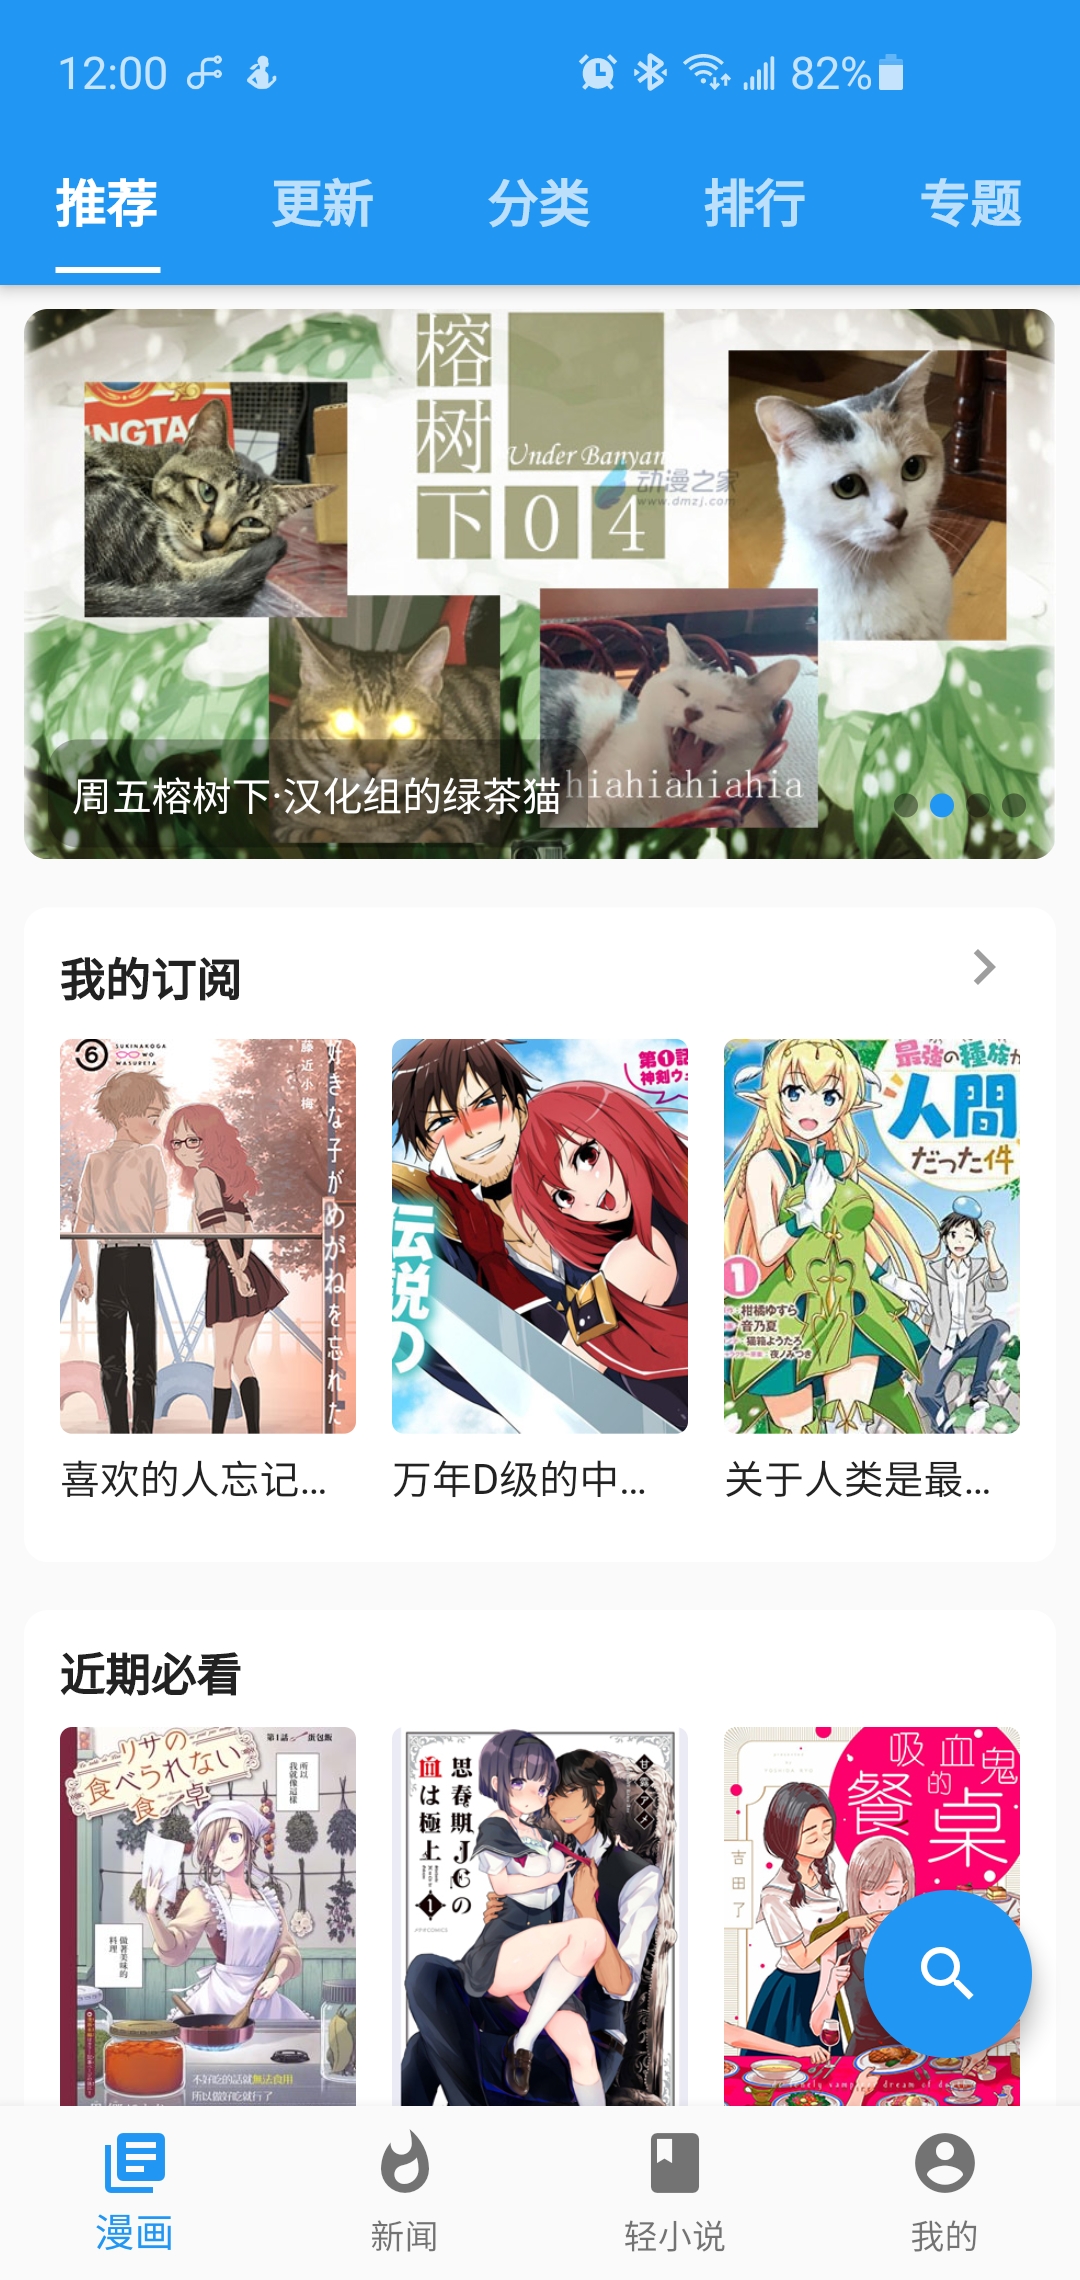 12:00
82%
推荐 更新 分类 排行 专题
NGTA
榕
树
下 0 4
Under Banyan
动漫之家
www.dmzj.com
hiahiahiahia
周五榕树下·汉化组的绿茶猫
我的订阅
6 SUKINAKOGA
WO
WASURETA
藤近小梅
好きな子がめがねを忘れた
第1話
神剣ウ
伝説の
最強の種族が
人間
だった件
1
柑橘ゆすら
音乃夏
猫箱ようたろ
夜ノみつき
喜欢的人忘记...
万年D级的中...
关于人类是最...
近期必看
リサの
食べられない
食卓
第1話 蛋包飯
所以
我就像這樣
做著美味的
料理
不好吃的話就無法食用
所以做好吃就行了
思春期JCの
血は極上
1
甘露アメ
吸血鬼
的
餐桌
吉田了
漫画 新闻 轻小说 我的